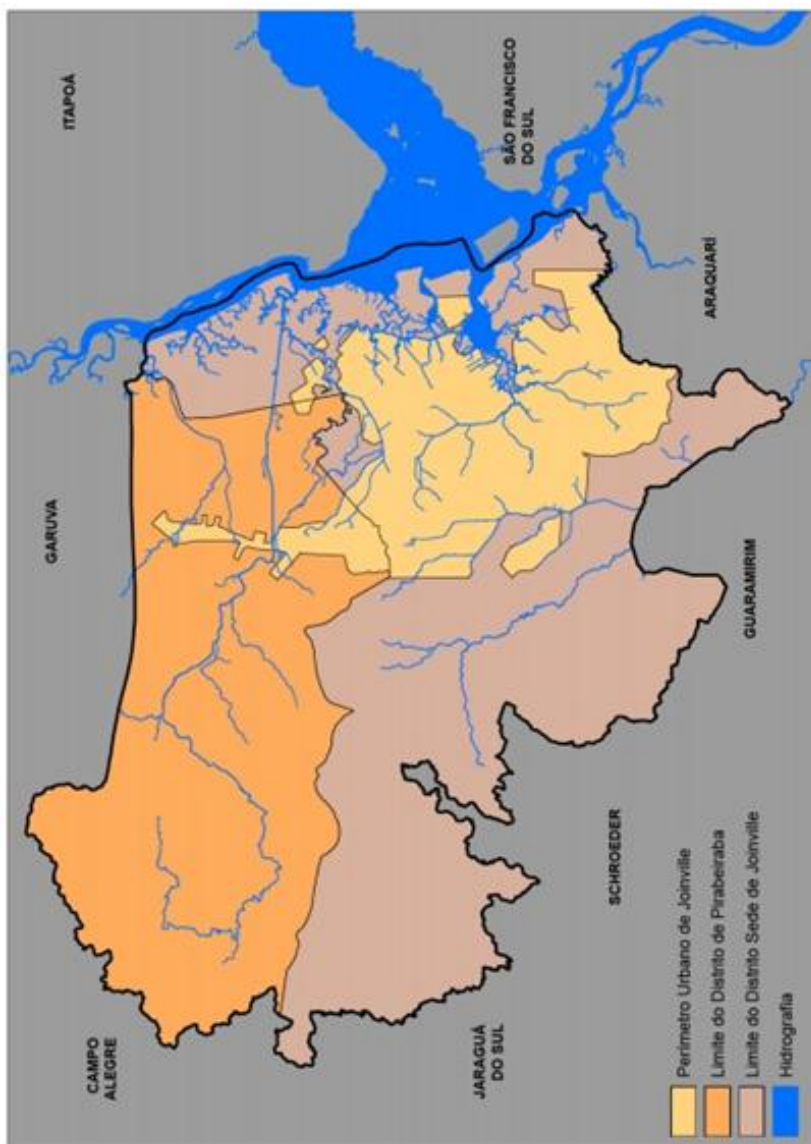 CAMPO
ALEGRE
GARUVA
ITAPOÁ
SÃO FRANCISCO
DO SUL
JARAGUÁ
DO SUL
SCHROEDER
GUARAMIRIM
ARAQUARÍ
Perímetro Urbano de Joinville
Limite do Distrito de Pirabeiraba
Limite do Distrito Sede de Joinville
Hidrografia